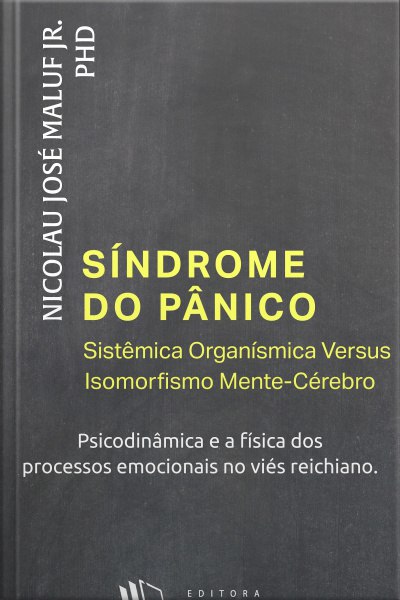 NICOLAU JOSÉ MALUF JR.
PHD
SÍNDROME
DO PÂNICO
Sistêmica Organísmica Versus
Isomorfismo Mente-Cérebro
Psicodinâmica e a física dos
processos emocionais no viés reichiano.
EDITORA